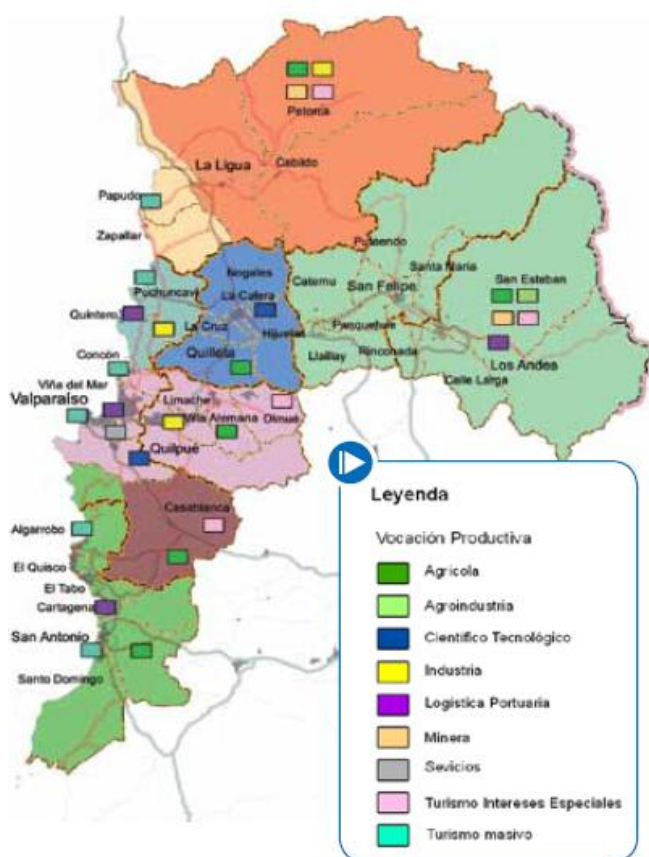 Petorca
La Ligua
Cabildo
Papudo
Zapallar
Putaendo
Nogales
Catemu
Santa Maria
San Esteban
Puchuncavi
La Calera
San Felipe
Quintero
La Cruz
Hijuelas
Panquehue
Concón
Quillota
Llaillay
Rinconada
Los Andes
Calle Larga
Viña del Mar
Limache
Valparaíso
Villa Alemana
Olmué
Quilpué
Casablanca
Algarrobo
El Quisco
El Tabo
Cartagena
San Antonio
Santo Domingo
Leyenda
Vocación Productiva
Agrícola
Agroindustria
Científico Tecnológico
Industria
Logística Portuaria
Minera
Sevicios
Turismo Intereses Especiales
Turismo masivo